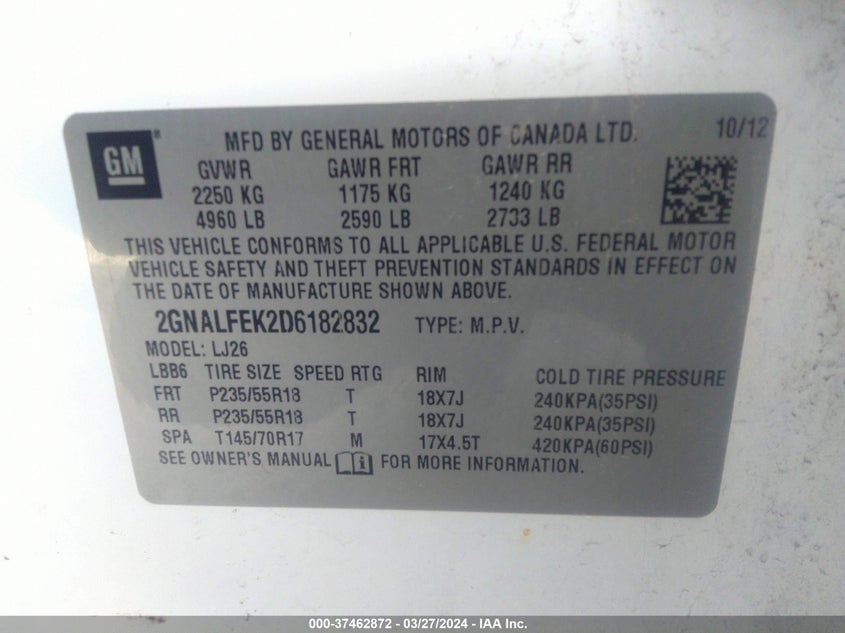 GM ® MFD BY GENERAL MOTORS OF CANADA LTD. 10/12
GVWR GAWR FRT GAWR RR
2250 KG 1175 KG 1240 KG
4960 LB 2590 LB 2733 LB
THIS VEHICLE CONFORMS TO ALL APPLICABLE U.S. FEDERAL MOTOR
VEHICLE SAFETY AND THEFT PREVENTION STANDARDS IN EFFECT ON
THE DATE OF MANUFACTURE SHOWN ABOVE.
2GNALFEK2D6182832 TYPE: M.P.V.
MODEL: LJ26
LBB6 TIRE SIZE SPEED RTG RIM COLD TIRE PRESSURE
FRT P235/55R18 T 18X7J 240KPA(35PSI)
RR P235/55R18 T 18X7J 240KPA(35PSI)
SPA T145/70R17 M 17X4.5T 420KPA(60PSI)
SEE OWNER'S MANUAL FOR MORE INFORMATION.
000-37462872 - 03/27/2024 - IAA Inc.